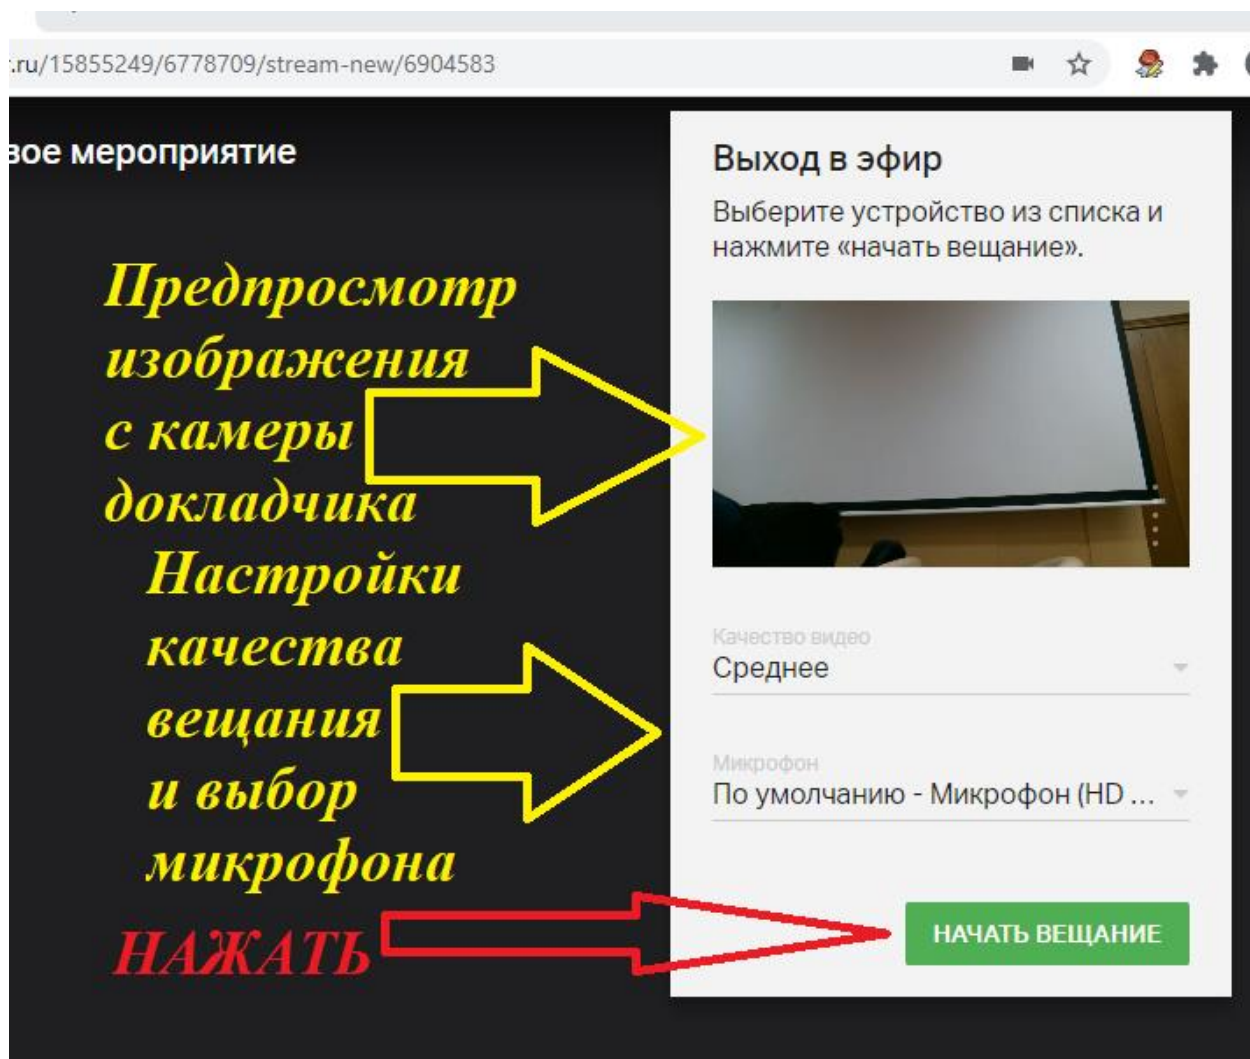 .ru/15855249/6778709/stream-new/6904583
вое мероприятие
Выход в эфир
Выберите устройство из списка и
нажмите «начать вещание».
Предпросмотр
изображения
с камеры
докладчика
Настройки
качества
вещания
и выбор
микрофона
Качество видео
Среднее
Микрофон
По умолчанию - Микрофон (HD ...
НАЖАТЬ
НАЧАТЬ ВЕЩАНИЕ